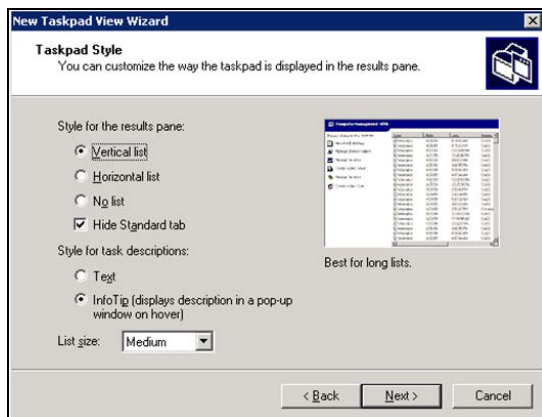 New Taskpad View Wizard
Taskpad Style
You can customize the way the taskpad is displayed in the results pane.
Style for the results pane:
Vertical list
Horizontal list
No list
Hide Standard tab
Style for task descriptions:
Text
InfoTip (displays description in a pop-up
window on hover)
List size: Medium
Best for long lists.
< Back Next > Cancel